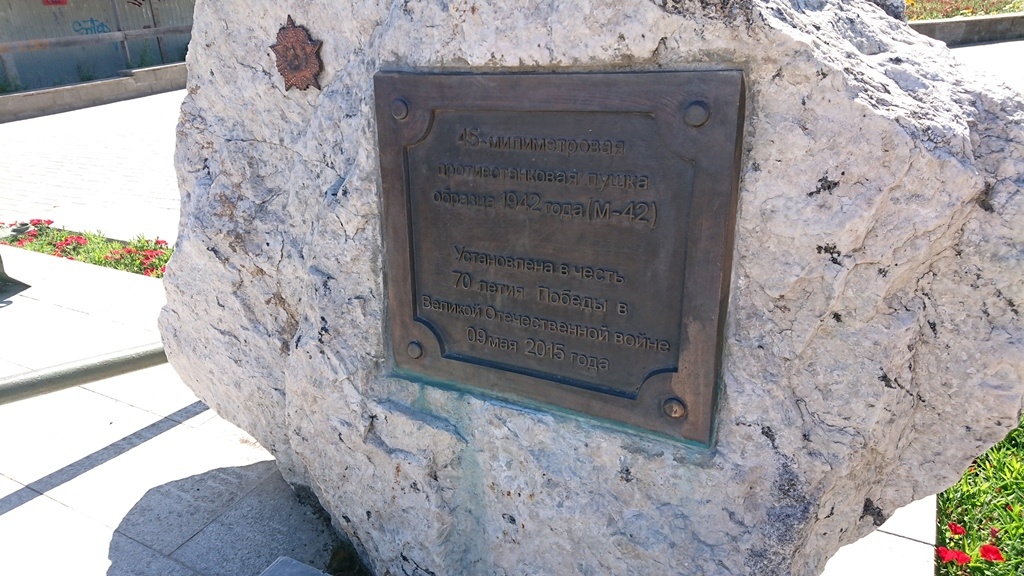 45-милиметровая
противотанковая пушка
образца 1942 года (М-42)
Установлена в честь
70 летия Победы в
Великой Отечественной войне
09 мая 2015 года